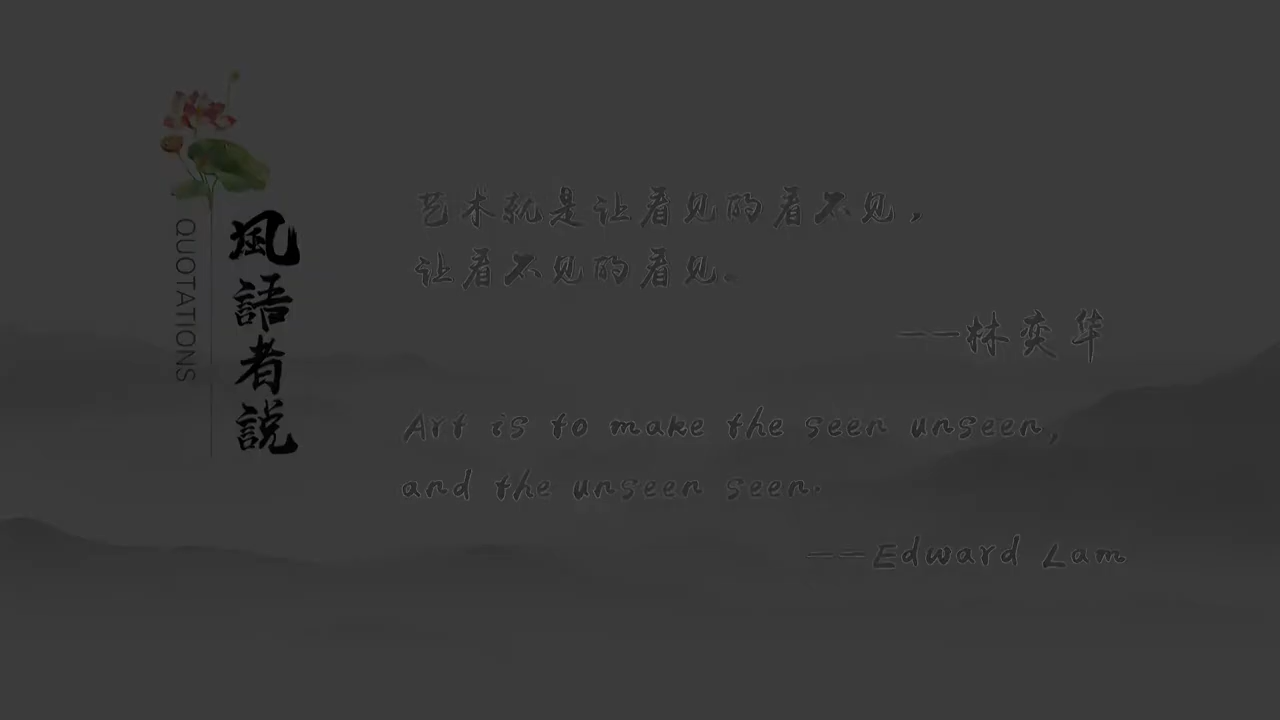 風語者説
QUOTATIONS
艺术就是让看见的看不见，
让看不见的看见。
——林奕华
Art is to make the seen unseen,
and the unseen seen.
——Edward Lam